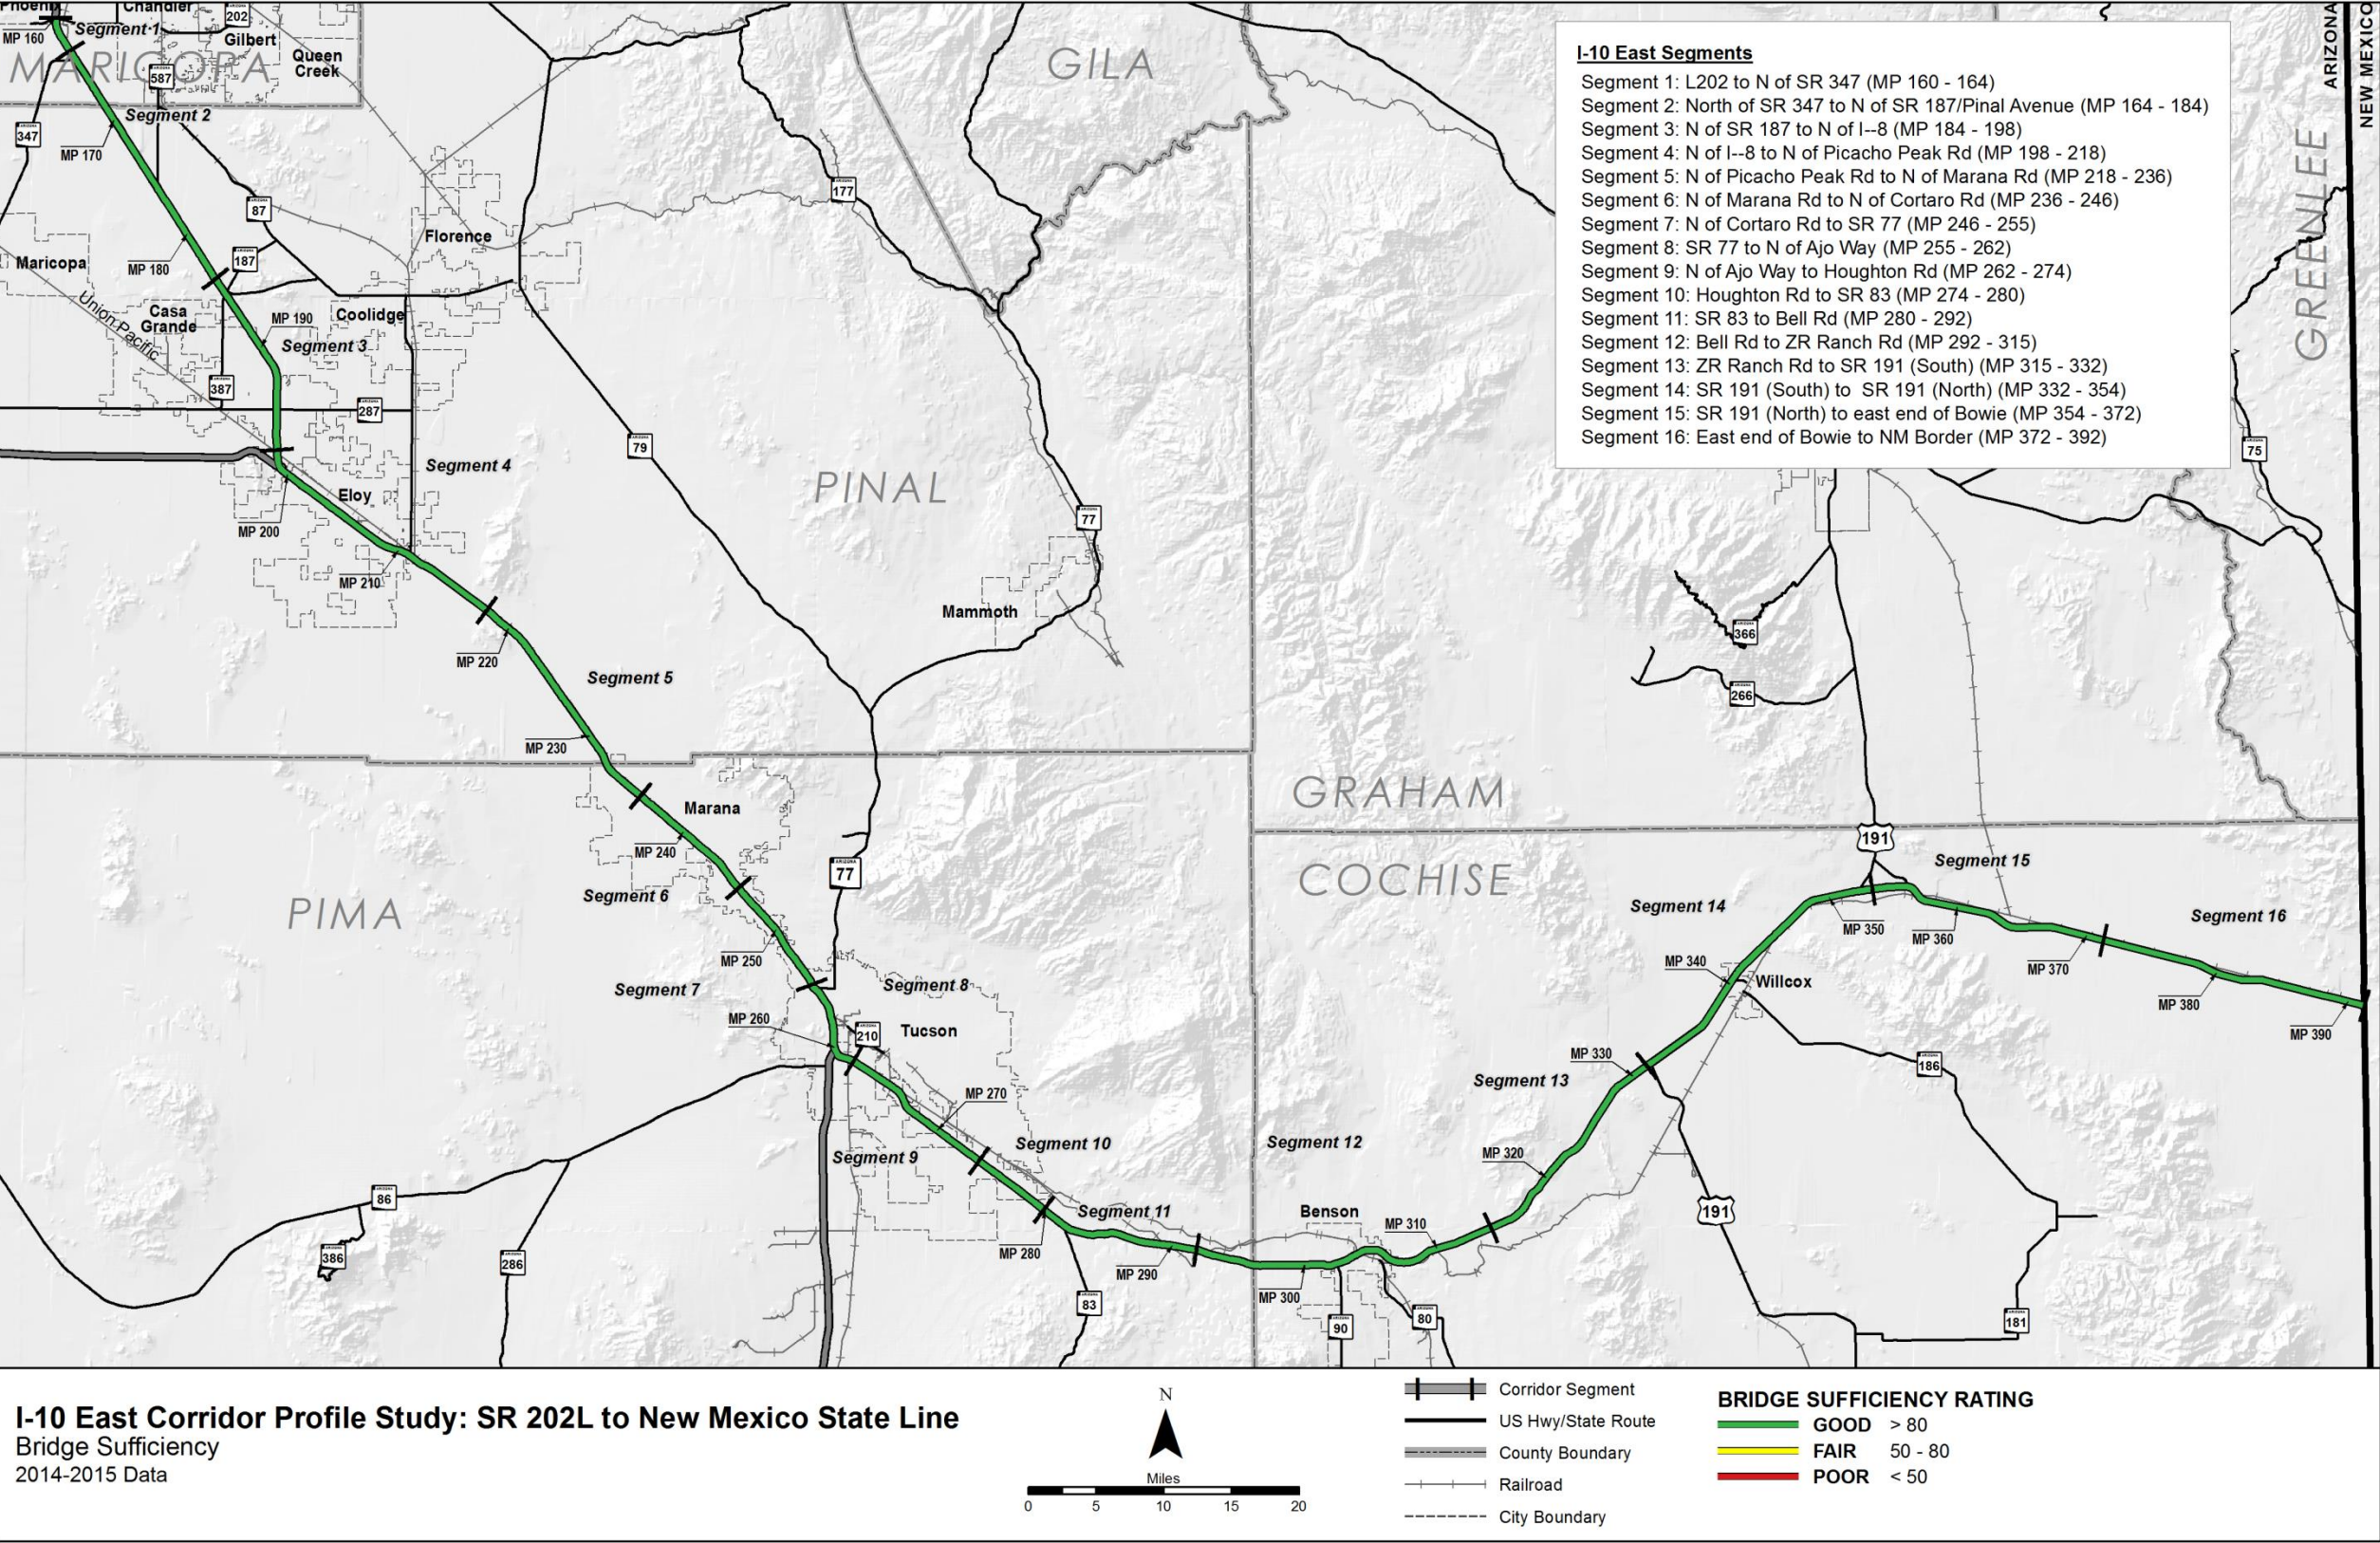 Phoenix
Chandler
202
MP 160
Segment 1
Gilbert
Queen
Creek
MARICOPA
587
GILA
ARIZONA
NEW MEXICO
I-10 East Segments
Segment 1: L202 to N of SR 347 (MP 160 - 164)
Segment 2: North of SR 347 to N of SR 187/Pinal Avenue (MP 164 - 184)
Segment 3: N of SR 187 to N of I--8 (MP 184 - 198)
Segment 4: N of I--8 to N of Picacho Peak Rd (MP 198 - 218)
Segment 5: N of Picacho Peak Rd to N of Marana Rd (MP 218 - 236)
Segment 6: N of Marana Rd to N of Cortaro Rd (MP 236 - 246)
Segment 7: N of Cortaro Rd to SR 77 (MP 246 - 255)
Segment 8: SR 77 to N of Ajo Way (MP 255 - 262)
Segment 9: N of Ajo Way to Houghton Rd (MP 262 - 274)
Segment 10: Houghton Rd to SR 83 (MP 274 - 280)
Segment 11: SR 83 to Bell Rd (MP 280 - 292)
Segment 12: Bell Rd to ZR Ranch Rd (MP 292 - 315)
Segment 13: ZR Ranch Rd to SR 191 (South) (MP 315 - 332)
Segment 14: SR 191 (South) to SR 191 (North) (MP 332 - 354)
Segment 15: SR 191 (North) to east end of Bowie (MP 354 - 372)
Segment 16: East end of Bowie to NM Border (MP 372 - 392)
GREENLEE
Segment 2
347
MP 170
177
87
Florence
187
Maricopa
MP 180
Union Pacific
Casa
Grande
MP 190
Coolidge
Segment 3
387
287
79
75
Segment 4
PINAL
Eloy
MP 200
77
MP 210
Mammoth
366
MP 220
Segment 5
266
MP 230
GRAHAM
Marana
191
MP 240
Segment 15
77
COCHISE
Segment 6
PIMA
Segment 14
Segment 16
MP 350
MP 360
MP 250
MP 340
MP 370
Segment 7
Segment 8
Willcox
MP 380
MP 260
210
Tucson
MP 390
MP 330
186
Segment 13
MP 270
Segment 12
Segment 10
Segment 9
MP 320
86
Segment 11
Benson
191
MP 310
386
286
MP 280
MP 290
MP 300
83
90
80
181
I-10 East Corridor Profile Study: SR 202L to New Mexico State Line
Bridge Sufficiency
2014-2015 Data
N
Miles
0 5 10 15 20
Corridor Segment
US Hwy/State Route
County Boundary
Railroad
City Boundary
BRIDGE SUFFICIENCY RATING
GOOD > 80
FAIR 50 - 80
POOR < 50